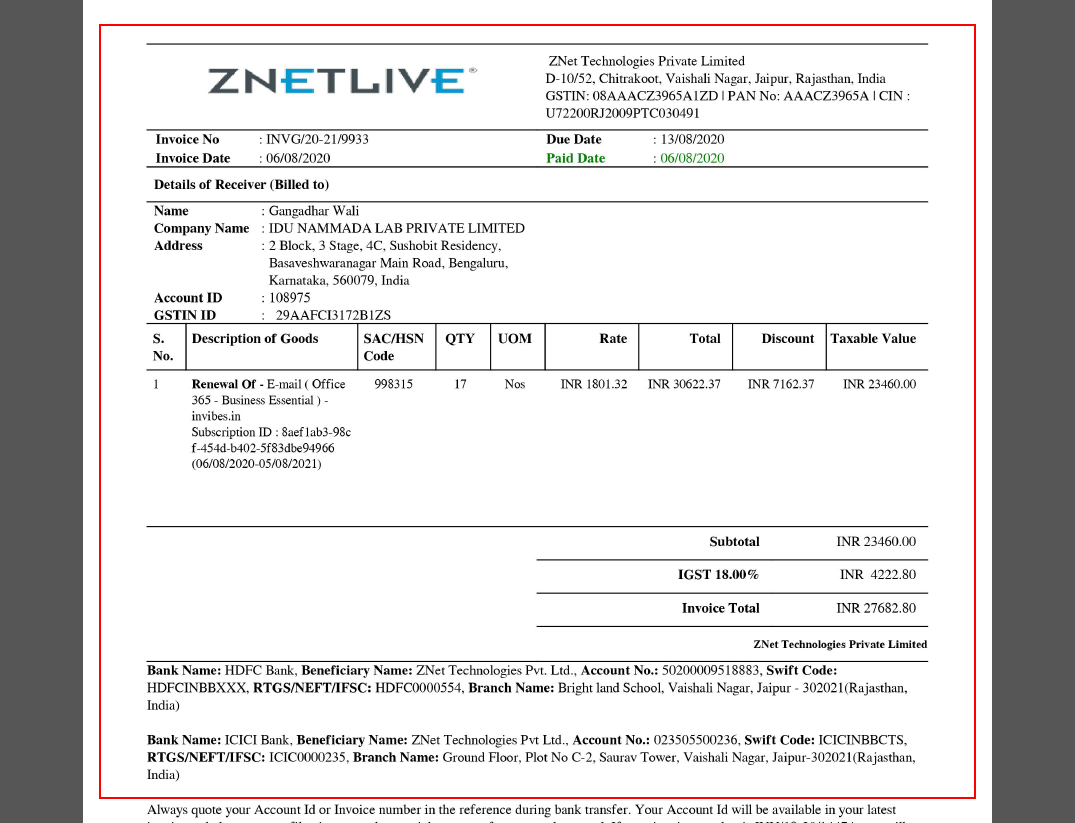 ZNETLIVE®
ZNet Technologies Private Limited
D-10/52, Chitrakoot, Vaishali Nagar, Jaipur, Rajasthan, India
GSTIN: 08AAACZ3965A1ZD | PAN No: AAACZ3965A | CIN :
U72200RJ2009PTC030491
Invoice No : INVG/20-21/9933 Due Date : 13/08/2020
Invoice Date : 06/08/2020 Paid Date : 06/08/2020
Details of Receiver (Billed to)
Name : Gangadhar Wali
Company Name : IDU NAMMADA LAB PRIVATE LIMITED
Address : 2 Block, 3 Stage, 4C, Sushobit Residency,
Basaveshwaranagar Main Road, Bengaluru,
Karnataka, 560079, India
Account ID : 108975
GSTIN ID : 29AAFCI3172B1ZS
S. Description of Goods SAC/HSN QTY UOM Rate Total Discount Taxable Value
No. Code
1 Renewal Of - E-mail ( Office 998315 17 Nos INR 1801.32 INR 30622.37 INR 7162.37 INR 23460.00
365 - Business Essential ) -
invibes.in
Subscription ID : 8aef1ab3-98c
f-454d-b402-5f83dbe94966
(06/08/2020-05/08/2021)
Subtotal INR 23460.00
IGST 18.00% INR 4222.80
Invoice Total INR 27682.80
ZNet Technologies Private Limited
Bank Name: HDFC Bank, Beneficiary Name: ZNet Technologies Pvt. Ltd., Account No.: 50200009518883, Swift Code:
HDFCINBBXXX, RTGS/NEFT/IFSC: HDFC0000554, Branch Name: Bright land School, Vaishali Nagar, Jaipur - 302021(Rajasthan,
India)
Bank Name: ICICI Bank, Beneficiary Name: ZNet Technologies Pvt Ltd., Account No.: 023505500236, Swift Code: ICICINBBCTS,
RTGS/NEFT/IFSC: ICIC0000235, Branch Name: Ground Floor, Plot No C-2, Saurav Tower, Vaishali Nagar, Jaipur-302021(Rajasthan,
India)
Always quote your Account Id or Invoice number in the reference during bank transfer. Your Account Id will be available in your latest